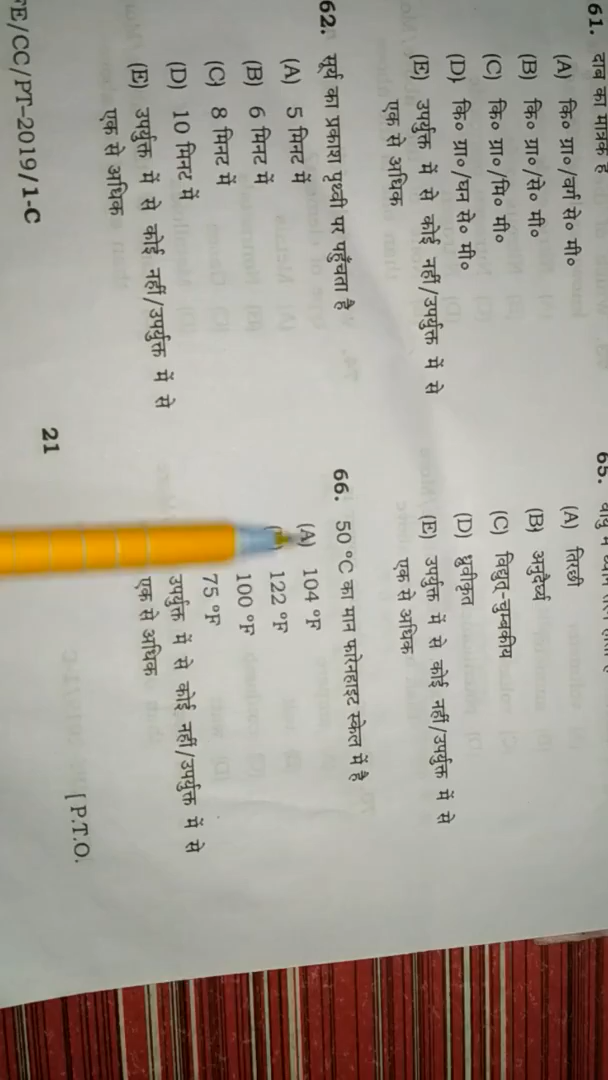 61. दाब का मात्रक है
(A) कि० ग्रा०/वर्ग से० मी०
(B) कि० ग्रा०/से० मी०
(C) कि० ग्रा०/मि० मी०
(D) कि० ग्रा०/घन से० मी०
(E) उपर्युक्त में से कोई नहीं/उपर्युक्त में से
एक से अधिक
62. सूर्य का प्रकाश पृथ्वी पर पहुँचता है
(A) 5 मिनट में
(B) 6 मिनट में
(C) 8 मिनट में
(D) 10 मिनट में
(E) उपर्युक्त में से कोई नहीं/उपर्युक्त में से
एक से अधिक
65.
(A) तिरछी
(B) अनुदैर्घ्य
(C) विद्युत्-चुम्बकीय
(D) ध्रुवीकृत
(E) उपर्युक्त में से कोई नहीं/उपर्युक्त में से
एक से अधिक
66. 50 °C का मान फारेनहाइट स्केल में है
(A) 104 °F
122 °F
100 °F
75 °F
उपर्युक्त में से कोई नहीं/उपर्युक्त में से
एक से अधिक
TE/CC/PT-2019/1-C
21
[ P.T.O.